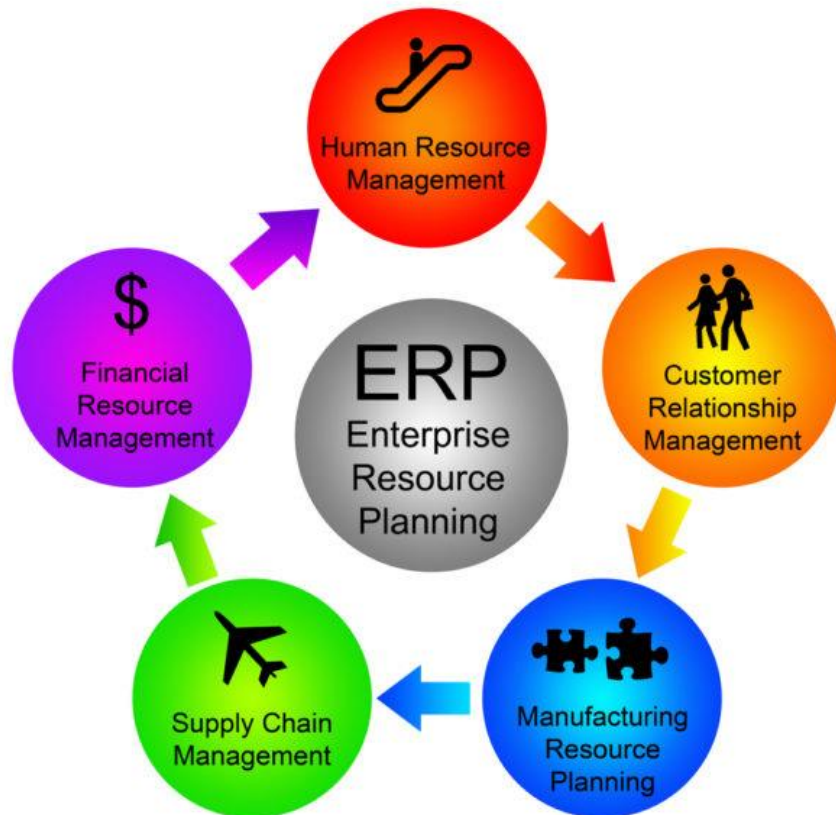 Human Resource
Management
Customer
Relationship
Management
Manufacturing
Resource
Planning
Supply Chain
Management
$
Financial
Resource
Management
ERP
Enterprise
Resource
Planning